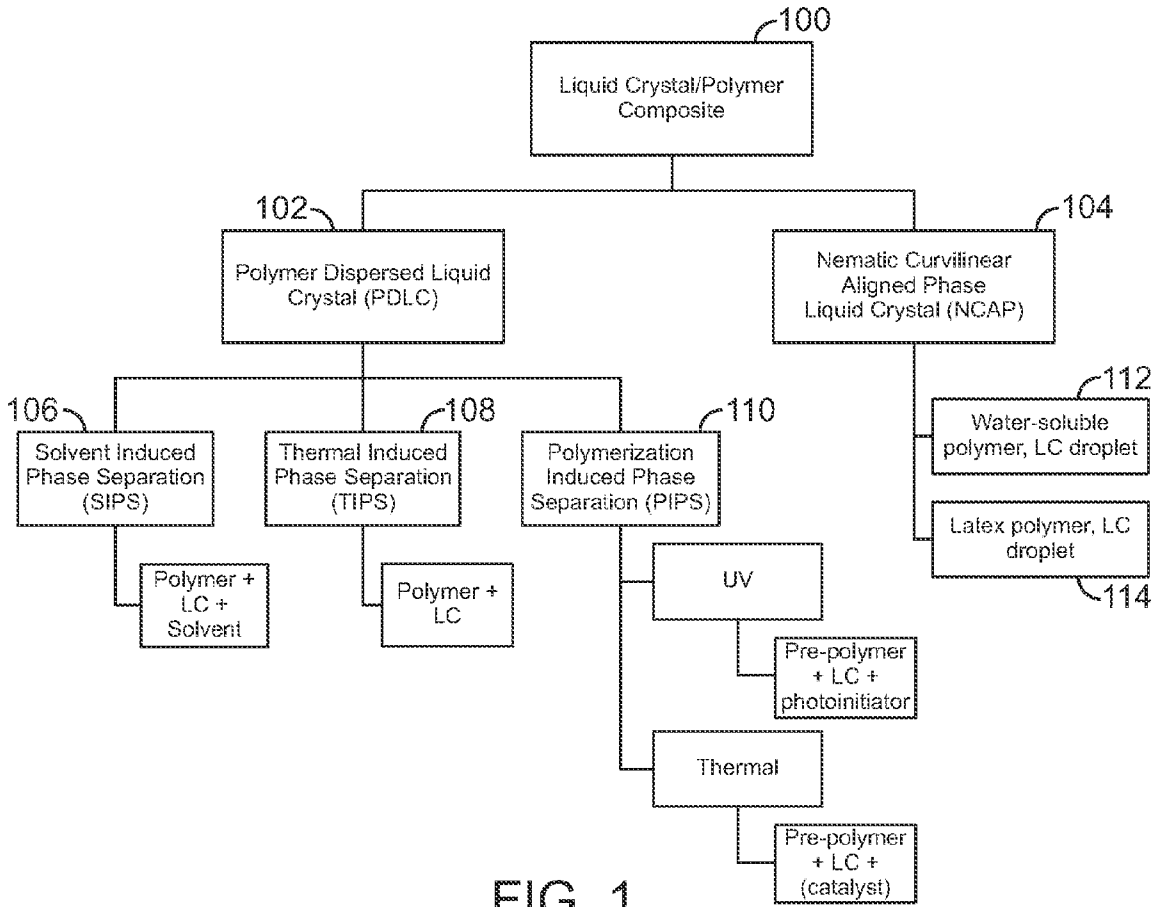 100
Liquid Crystal/Polymer
Composite
102
Polymer Dispersed Liquid
Crystal (PDLC)
104
Nematic Curvilinear
Aligned Phase
Liquid Crystal (NCAP)
106
Solvent Induced
Phase Separation
(SIPS)
108
Thermal Induced
Phase Separation
(TIPS)
110
Polymerization
Induced Phase
Separation (PIPS)
112
Water-soluble
polymer, LC droplet
Latex polymer, LC
droplet
114
Polymer +
LC +
Solvent
Polymer +
LC
UV
Pre-polymer
+ LC +
photoinitiator
Thermal
Pre-polymer
+ LC +
(catalyst)
FIG. 1